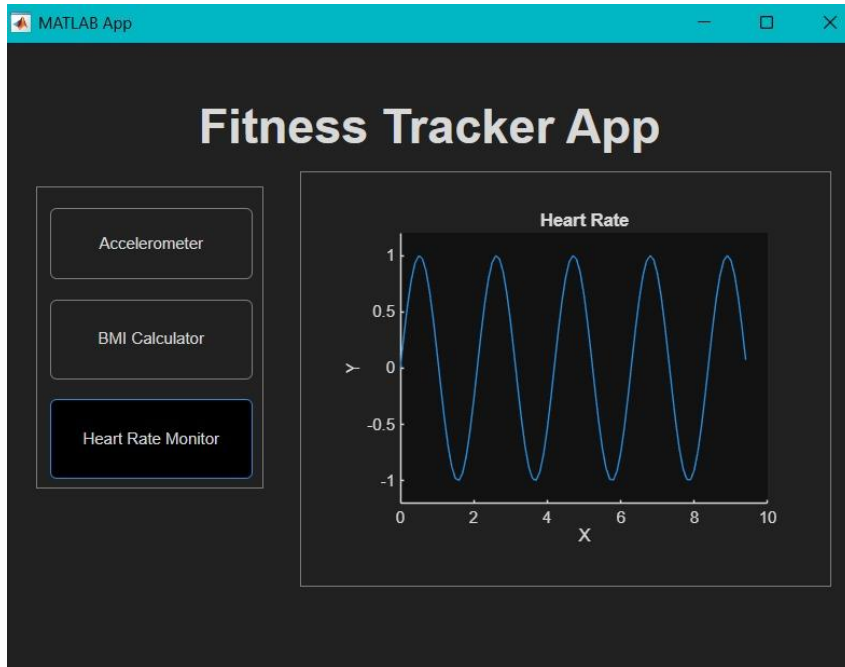 MATLAB App
Fitness Tracker App
Accelerometer
BMI Calculator
Heart Rate Monitor
Heart Rate
1
0.5
0
-0.5
-1
Y
0 2 4 6 8 10
X